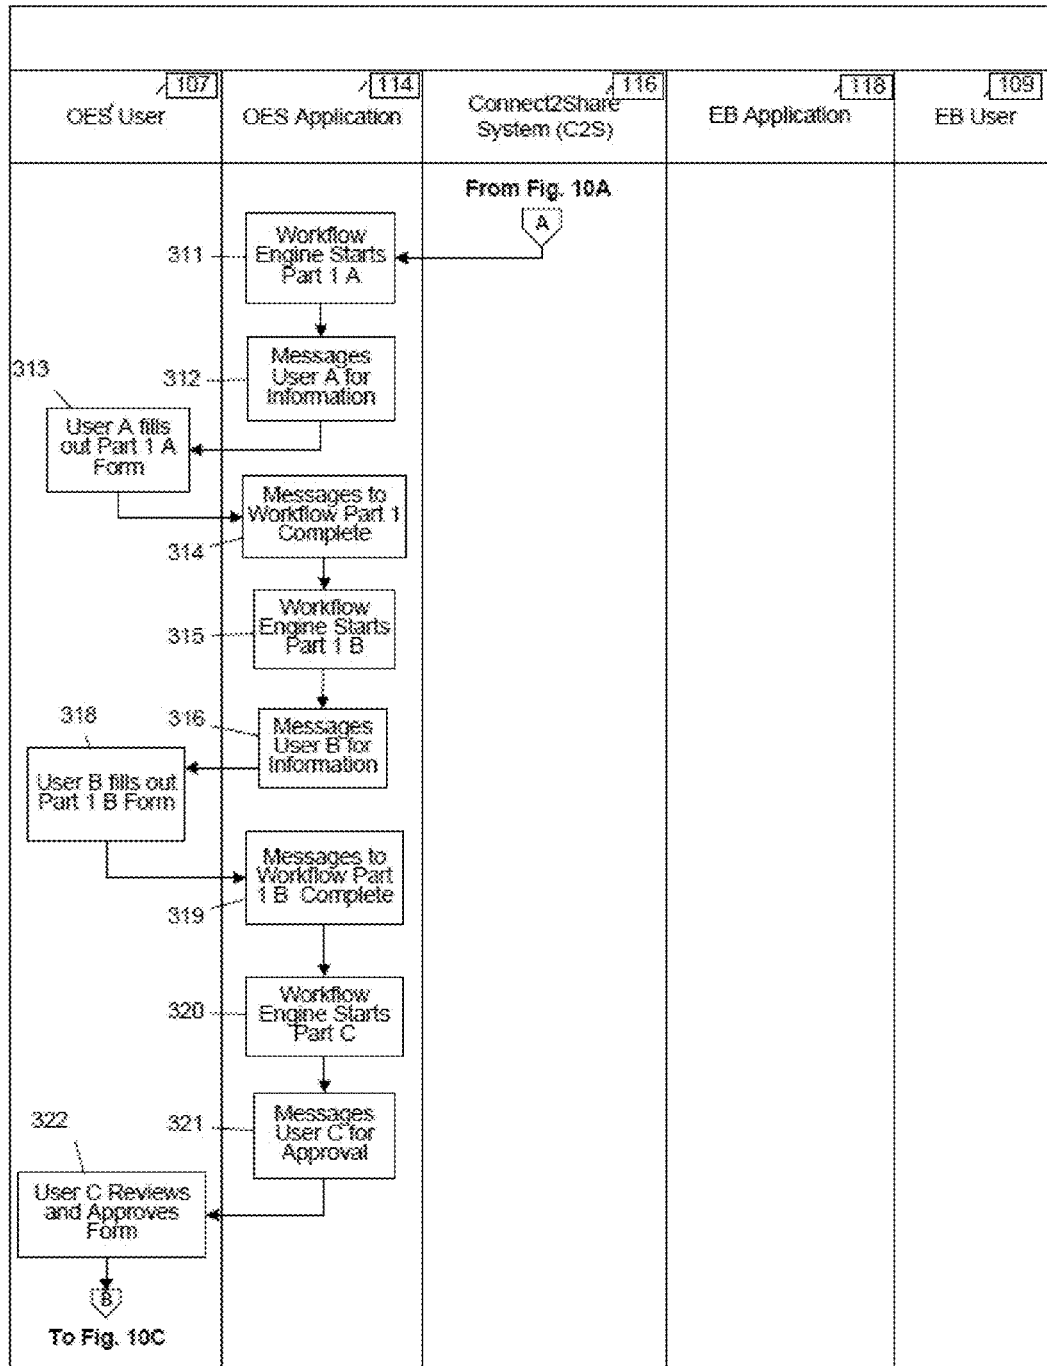 107
OES User
114
OES Application
116
Connect2Share
System (C2S)
118
EB Application
109
EB User
From Fig. 10A
A
311
Workflow
Engine Starts
Part 1 A
312
Messages
User A for
Information
313
User A fills
out Part 1 A
Form
314
Messages to
Workflow Part 1
Complete
315
Workflow
Engine Starts
Part 1 B
316
Messages
User B for
Information
318
User B fills out
Part 1 B Form
319
Messages to
Workflow Part
1 B Complete
320
Workflow
Engine Starts
Part C
321
Messages
User C for
Approval
322
User C Reviews
and Approves
Form
B
To Fig. 10C